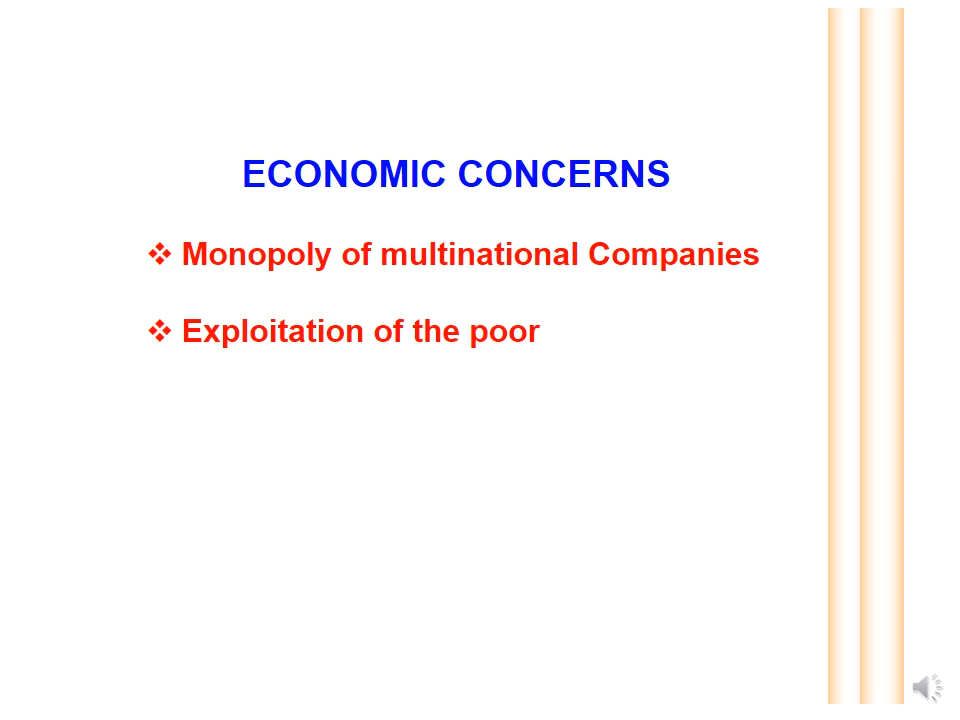 ECONOMIC CONCERNS
❖ Monopoly of multinational Companies
❖ Exploitation of the poor